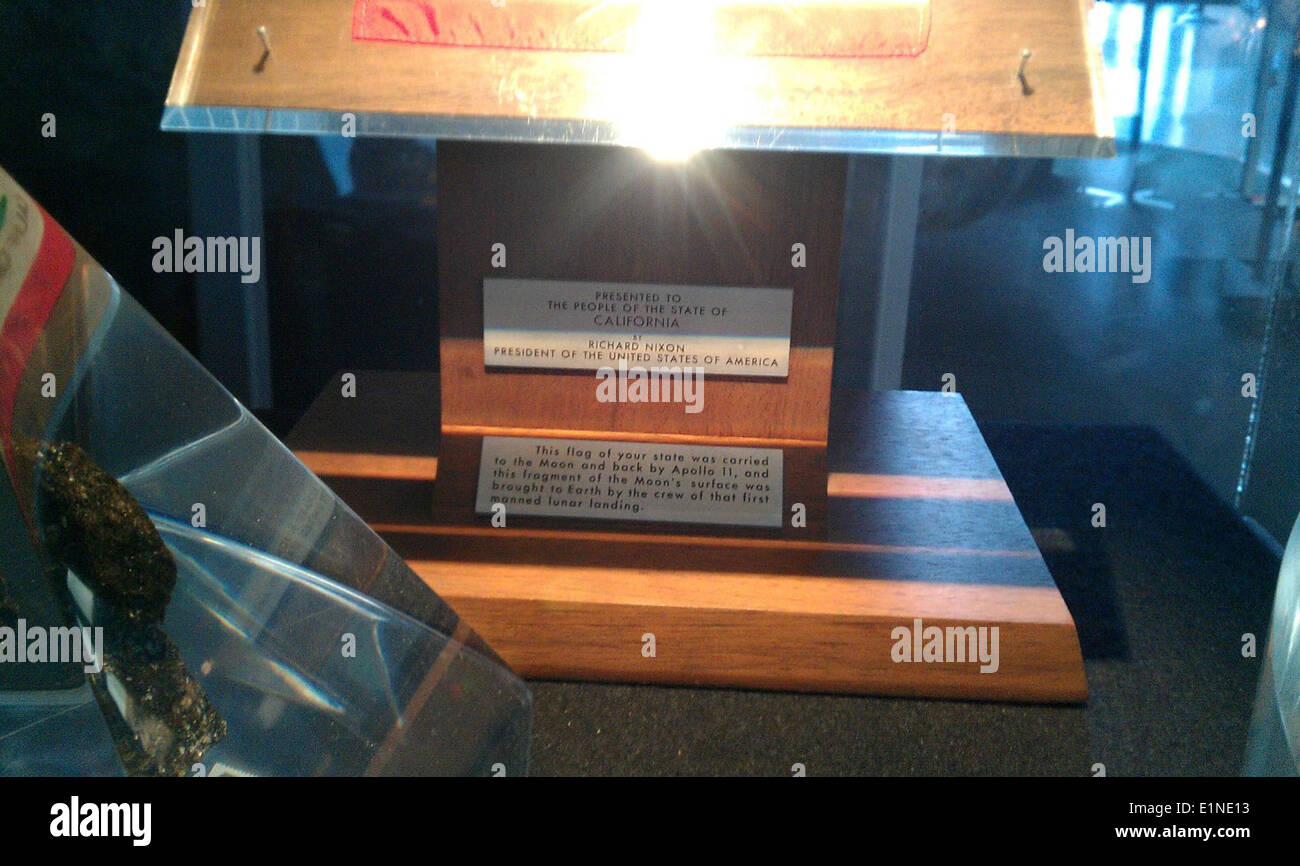 PRESENTED TO
THE PEOPLE OF THE STATE OF
CALIFORNIA
BY
RICHARD NIXON
PRESIDENT OF THE UNITED STATES OF AMERICA
This flag of your state was carried
to the Moon and back by Apollo 11, and
this fragment of the Moon's surface was
brought to Earth by the crew of that first
manned lunar landing.
a
a
a
a
a
alamy
a
a
alamy
alamy
a
a
a
a
a
a
alamy
alamy
a
a
a
a
alamy
Image ID: E1NE13
www.alamy.com